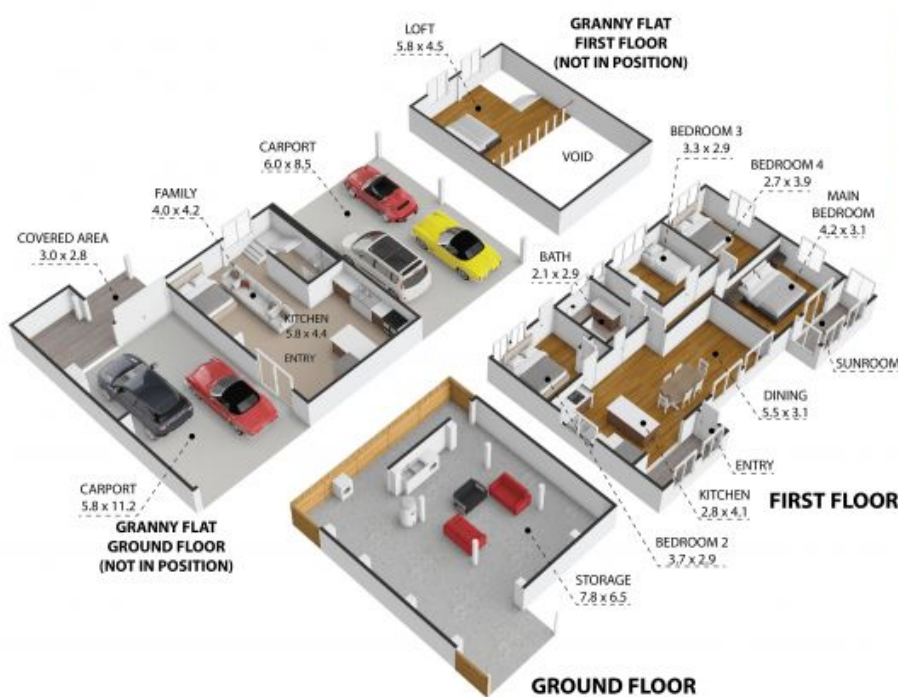 GRANNY FLAT
FIRST FLOOR
(NOT IN POSITION)
LOFT
5.8 x 4.5
VOID
CARPORT
6.0 x 8.5
FAMILY
4.0 x 4.2
COVERED AREA
3.0 x 2.8
KITCHEN
5.8 x 4.4
ENTRY
CARPORT
5.8 x 11.2
GRANNY FLAT
GROUND FLOOR
(NOT IN POSITION)
BEDROOM 3
3.3 x 2.9
BEDROOM 4
2.7 x 3.9
MAIN
BEDROOM
4.2 x 3.1
BATH
2.1 x 2.9
SUNROOM
DINING
5.5 x 3.1
ENTRY
KITCHEN
2.8 x 4.1
FIRST FLOOR
BEDROOM 2
3.7 x 2.9
STORAGE
7.8 x 6.5
GROUND FLOOR